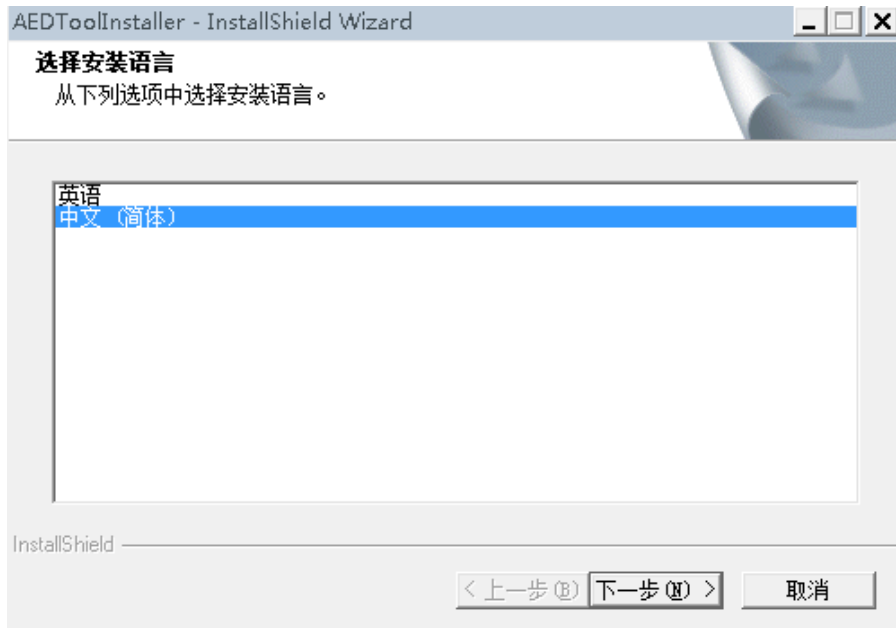 AEDToolInstaller - InstallShield Wizard
选择安装语言
从下列选项中选择安装语言。
英语
中文 (简体)
InstallShield
< 上一步(B) 下一步(N) > 取消